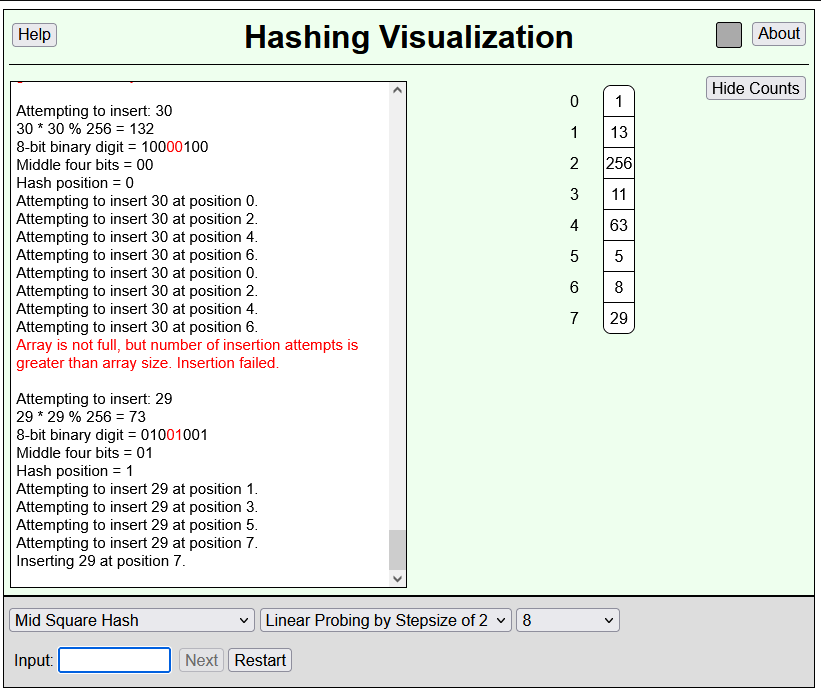 Help
Hashing Visualization
About
Hide Counts
Attempting to insert: 30
30 * 30 % 256 = 132
8-bit binary digit = 10000100
Middle four bits = 00
Hash position = 0
Attempting to insert 30 at position 0.
Attempting to insert 30 at position 2.
Attempting to insert 30 at position 4.
Attempting to insert 30 at position 6.
Attempting to insert 30 at position 0.
Attempting to insert 30 at position 2.
Attempting to insert 30 at position 4.
Attempting to insert 30 at position 6.
Array is not full, but number of insertion attempts is
greater than array size. Insertion failed.
Attempting to insert: 29
29 * 29 % 256 = 73
8-bit binary digit = 01001001
Middle four bits = 01
Hash position = 1
Attempting to insert 29 at position 1.
Attempting to insert 29 at position 3.
Attempting to insert 29 at position 5.
Attempting to insert 29 at position 7.
Inserting 29 at position 7.
0 1
1 13
2 256
3 11
4 63
5 5
6 8
7 29
Mid Square Hash
Linear Probing by Stepsize of 2
8
Input:
Next
Restart